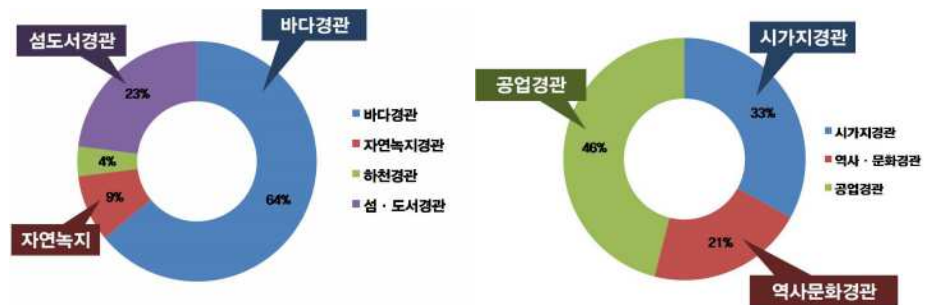 바다경관
섬도서경관
23%
4%
9%
64%
자연녹지
바다경관
자연녹지경관
하천경관
섬 · 도서경관
시가지경관
공업경관
33%
46%
21%
역사문화경관
시가지경관
역사 · 문화경관
공업경관